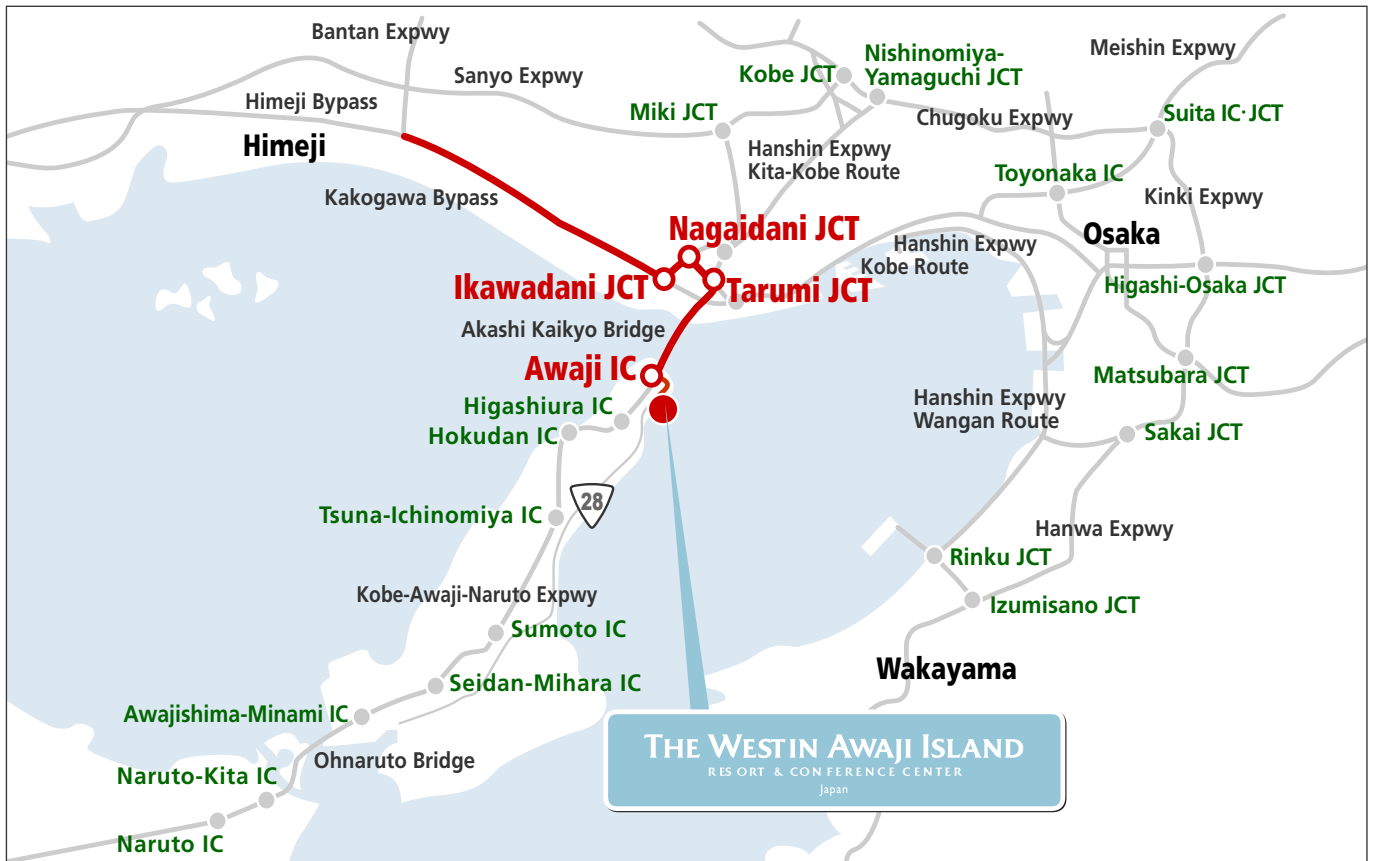 Bantan Expwy
Meishin Expwy
Nishinomiya-
Yamaguchi JCT
Kobe JCT
Sanyo Expwy
Himeji Bypass
Miki JCT
Chugoku Expwy
Suita IC·JCT
Himeji
Hanshin Expwy
Kita-Kobe Route
Toyonaka IC
Kakogawa Bypass
Kinki Expwy
Nagaidani JCT
Osaka
Hanshin Expwy
Kobe Route
Ikawadani JCT
Tarumi JCT
Higashi-Osaka JCT
Akashi Kaikyo Bridge
Awaji IC
Matsubara JCT
Higashiura IC
Hanshin Expwy
Wangan Route
Hokudan IC
Sakai JCT
28
Tsuna-Ichinomiya IC
Hanwa Expwy
Rinku JCT
Kobe-Awaji-Naruto Expwy
Izumisano JCT
Sumoto IC
Wakayama
Seidan-Mihara IC
Awajishima-Minami IC
THE WESTIN AWAJI ISLAND
RESORT & CONFERENCE CENTER
Japan
Ohnaruto Bridge
Naruto-Kita IC
Naruto IC